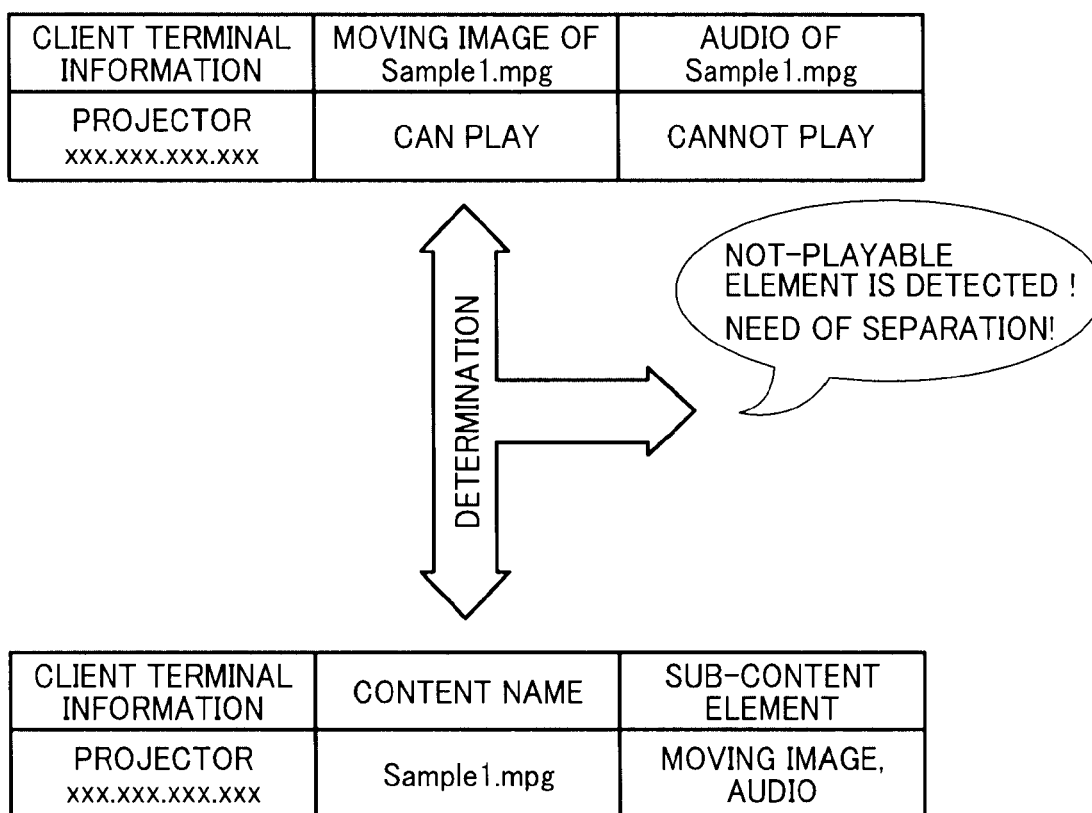 CLIENT TERMINAL
INFORMATION
MOVING IMAGE OF
Sample1.mpg
AUDIO OF
Sample1.mpg
PROJECTOR
xxx.xxx.xxx.xxx
CAN PLAY
CANNOT PLAY
NOT-PLAYABLE
ELEMENT IS DETECTED !
NEED OF SEPARATION!
DETERMINATION
CLIENT TERMINAL
INFORMATION
CONTENT NAME
SUB-CONTENT
ELEMENT
PROJECTOR
xxx.xxx.xxx.xxx
Sample1.mpg
MOVING IMAGE,
AUDIO